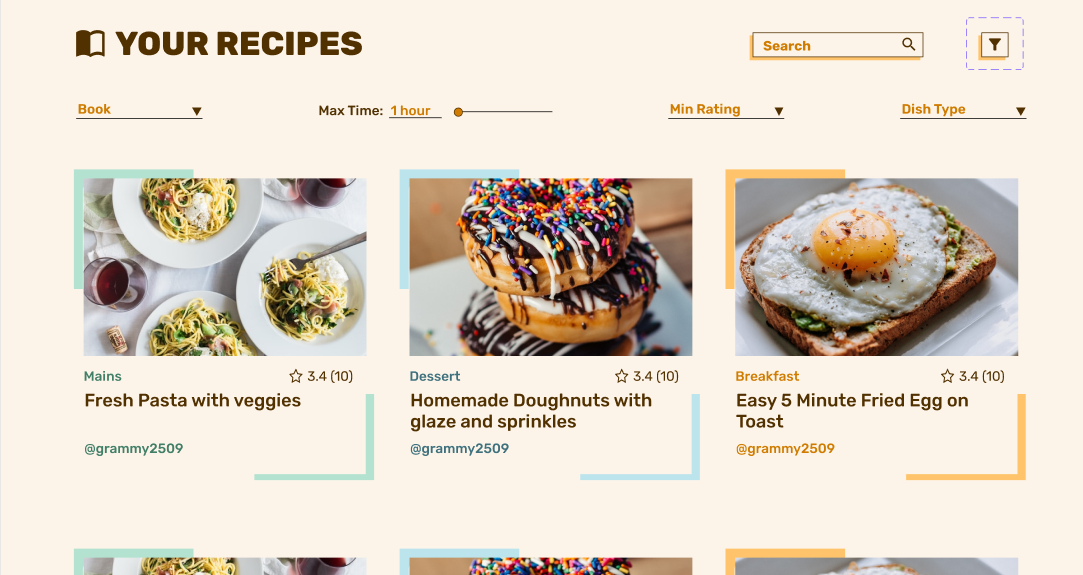 YOUR RECIPES
Search
Book
Max Time: 1 hour
Min Rating
Dish Type
Mains
3.4 (10)
Fresh Pasta with veggies
@grammy2509
Dessert
3.4 (10)
Homemade Doughnuts with
glaze and sprinkles
@grammy2509
Breakfast
3.4 (10)
Easy 5 Minute Fried Egg on
Toast
@grammy2509